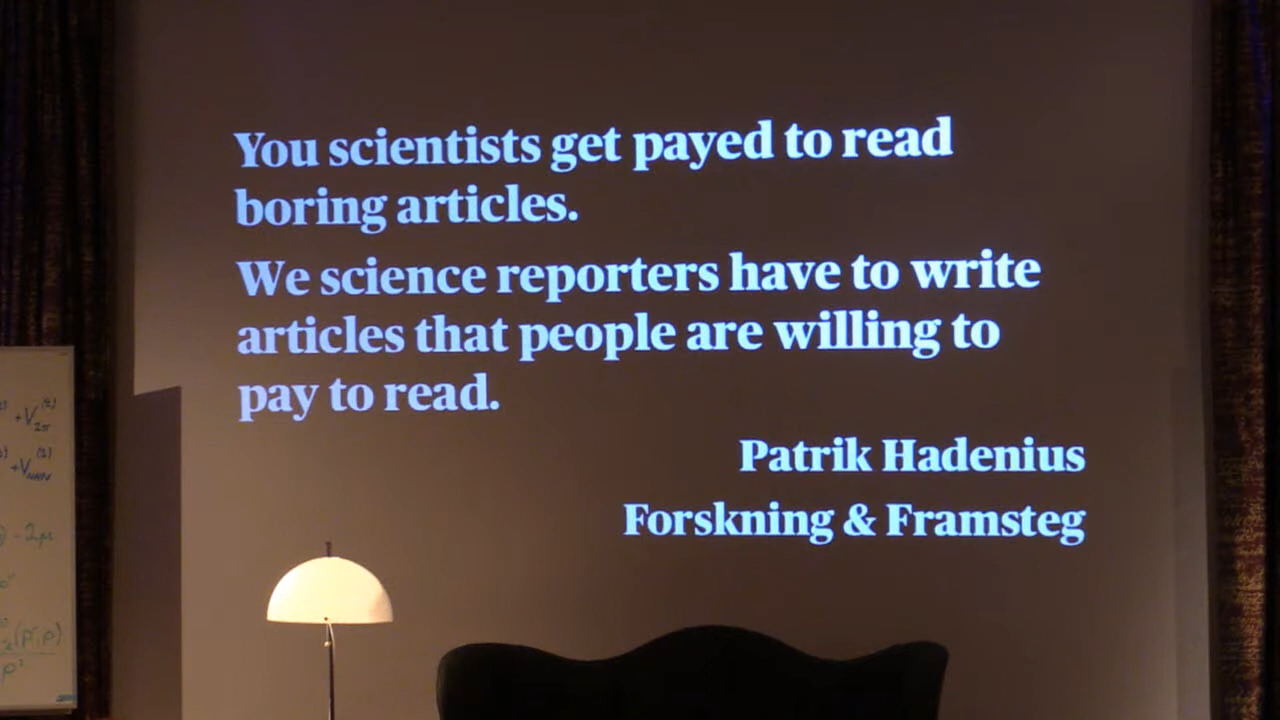 You scientists get payed to read
boring articles.
We science reporters have to write
articles that people are willing to
pay to read.
Patrik Hadenius
Forskning & Framsteg